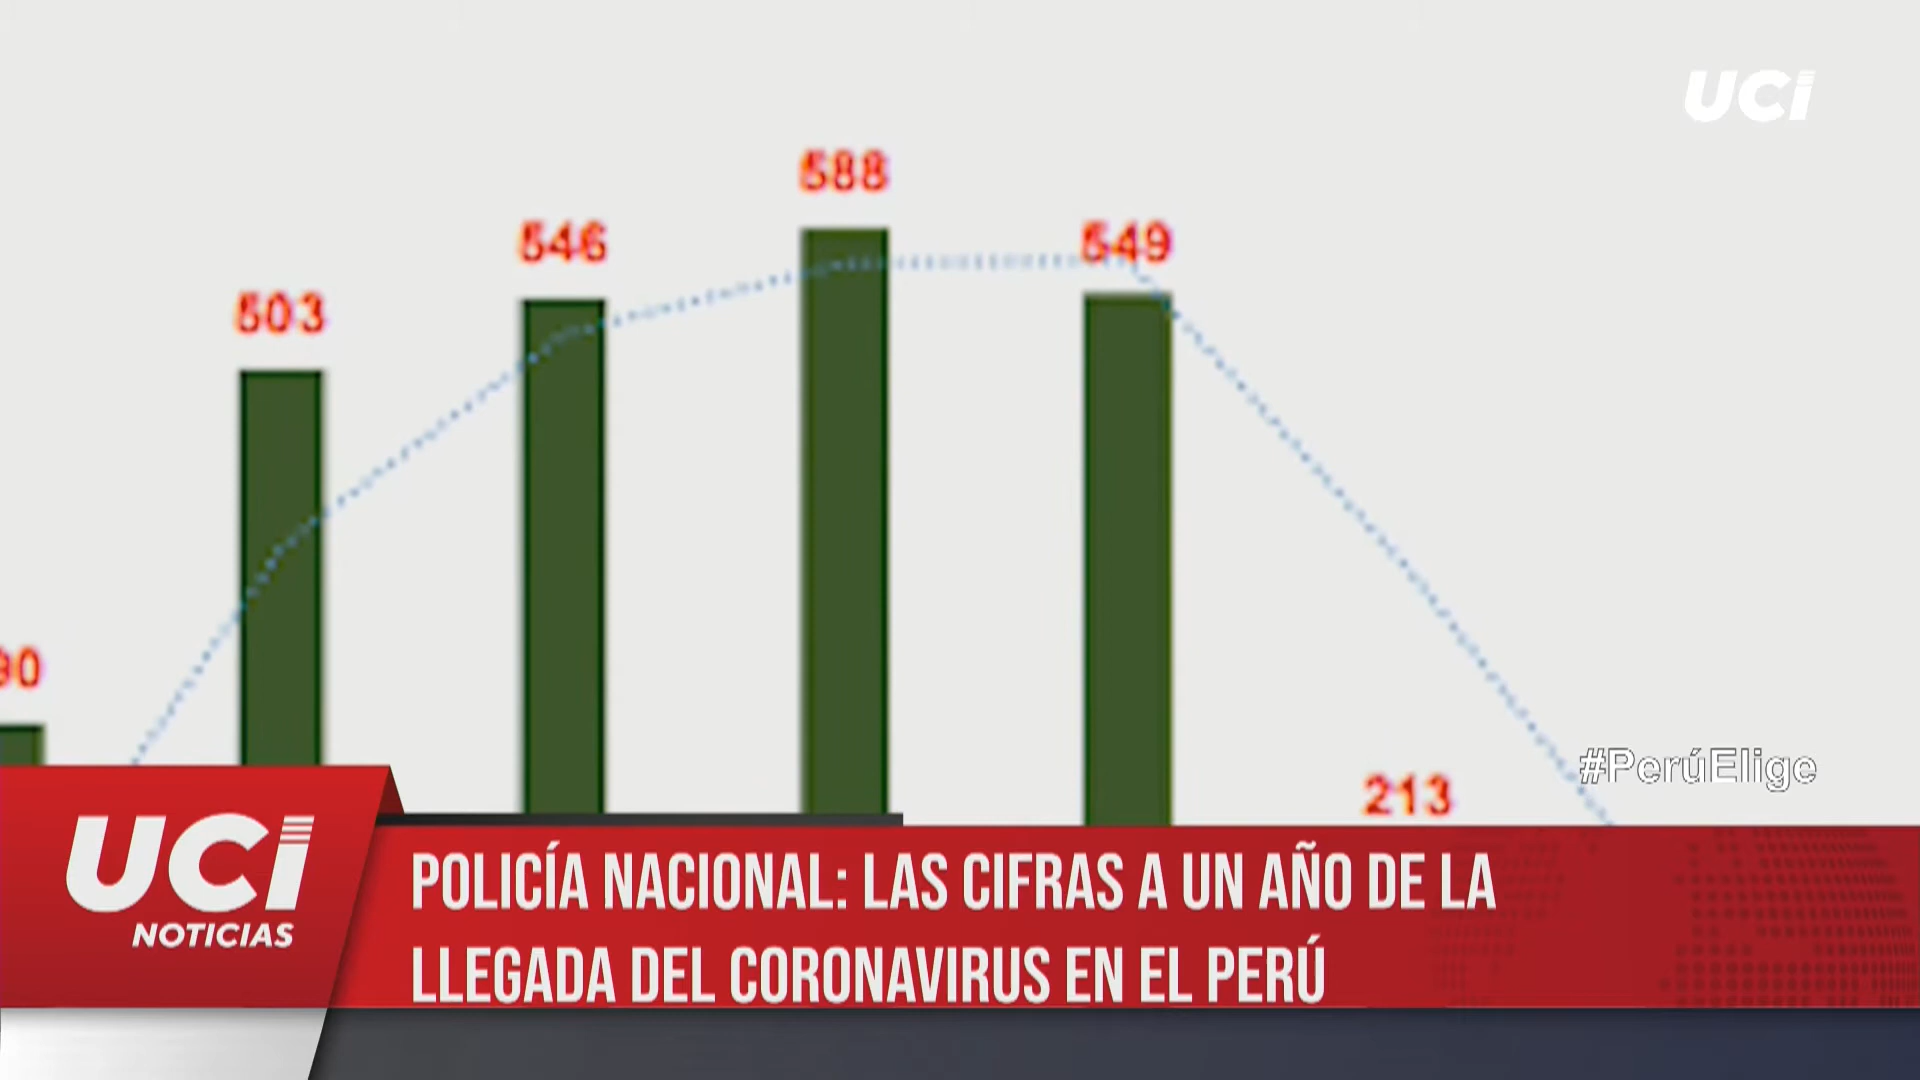 UCI
588
546
549
503
90
#PerúElige
213
UCI
NOTICIAS
POLICÍA NACIONAL: LAS CIFRAS A UN AÑO DE LA
LLEGADA DEL CORONAVIRUS EN EL PERÚ